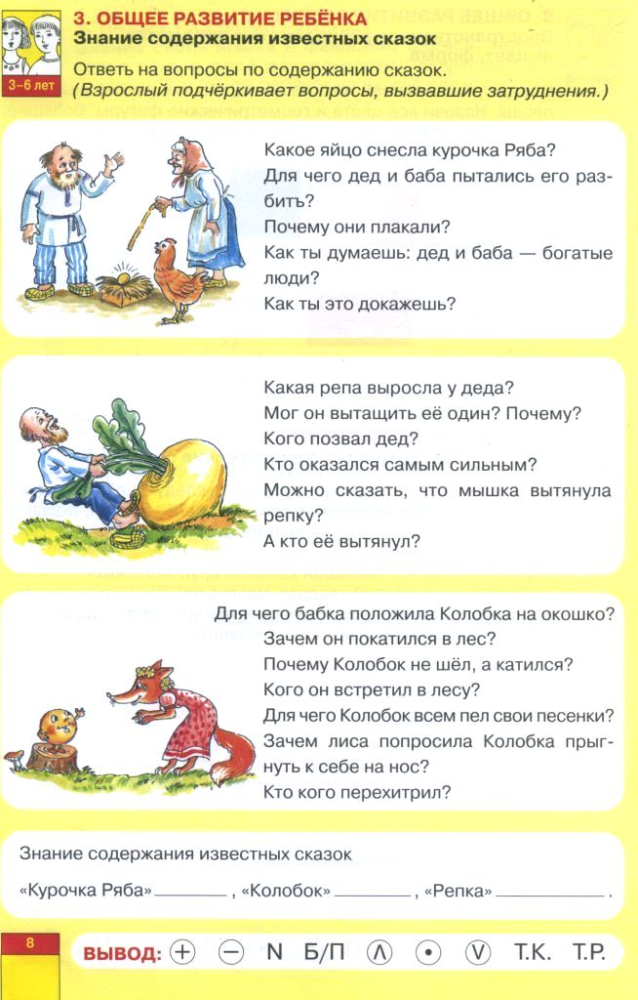 3. ОБЩЕЕ РАЗВИТИЕ РЕБЁНКА
Знание содержания известных сказок
3–6 лет
Ответь на вопросы по содержанию сказок.
(Взрослый подчёркивает вопросы, вызвавшие затруднения.)
Какое яйцо снесла курочка Ряба?
Для чего дед и баба пытались его раз-
бить?
Почему они плакали?
Как ты думаешь: дед и баба — богатые
люди?
Как ты это докажешь?
Какая репа выросла у деда?
Мог он вытащить её один? Почему?
Кого позвал дед?
Кто оказался самым сильным?
Можно сказать, что мышка вытянула
репку?
А кто её вытянул?
Для чего бабка положила Колобка на окошко?
Зачем он покатился в лес?
Почему Колобок не шёл, а катился?
Кого он встретил в лесу?
Для чего Колобок всем пел свои песенки?
Зачем лиса попросила Колобка прыг-
нуть к себе на нос?
Кто кого перехитрил?
Знание содержания известных сказок
«Курочка Ряба»________ , «Колобок» ________ , «Репка» ___________ .
8
ВЫВОД: (+) (−) N Б/П (Λ) (•) (V) Т.К. Т.Р.